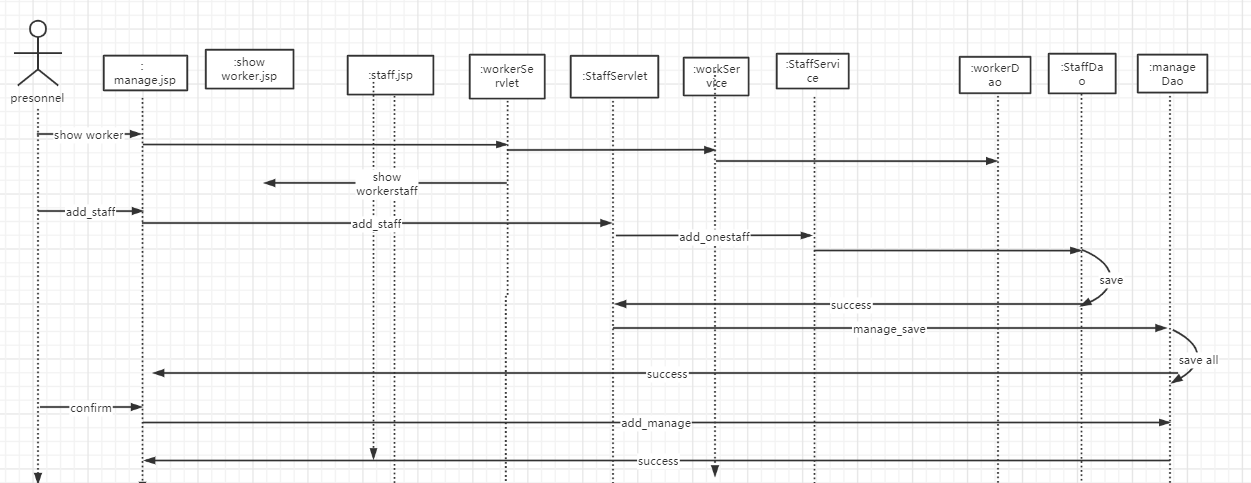 presonnel
:
manage.jsp
:show
worker.jsp
:staff.jsp
:workerSe
rvlet
:StaffServlet
:workSer
vice
:StaffServi
ce
:workerD
ao
:StaffDa
o
:manage
Dao
show worker
show
workerstaff
add_staff
add_staff
add_onestaff
save
success
manage_save
save all
success
confirm
add_manage
success